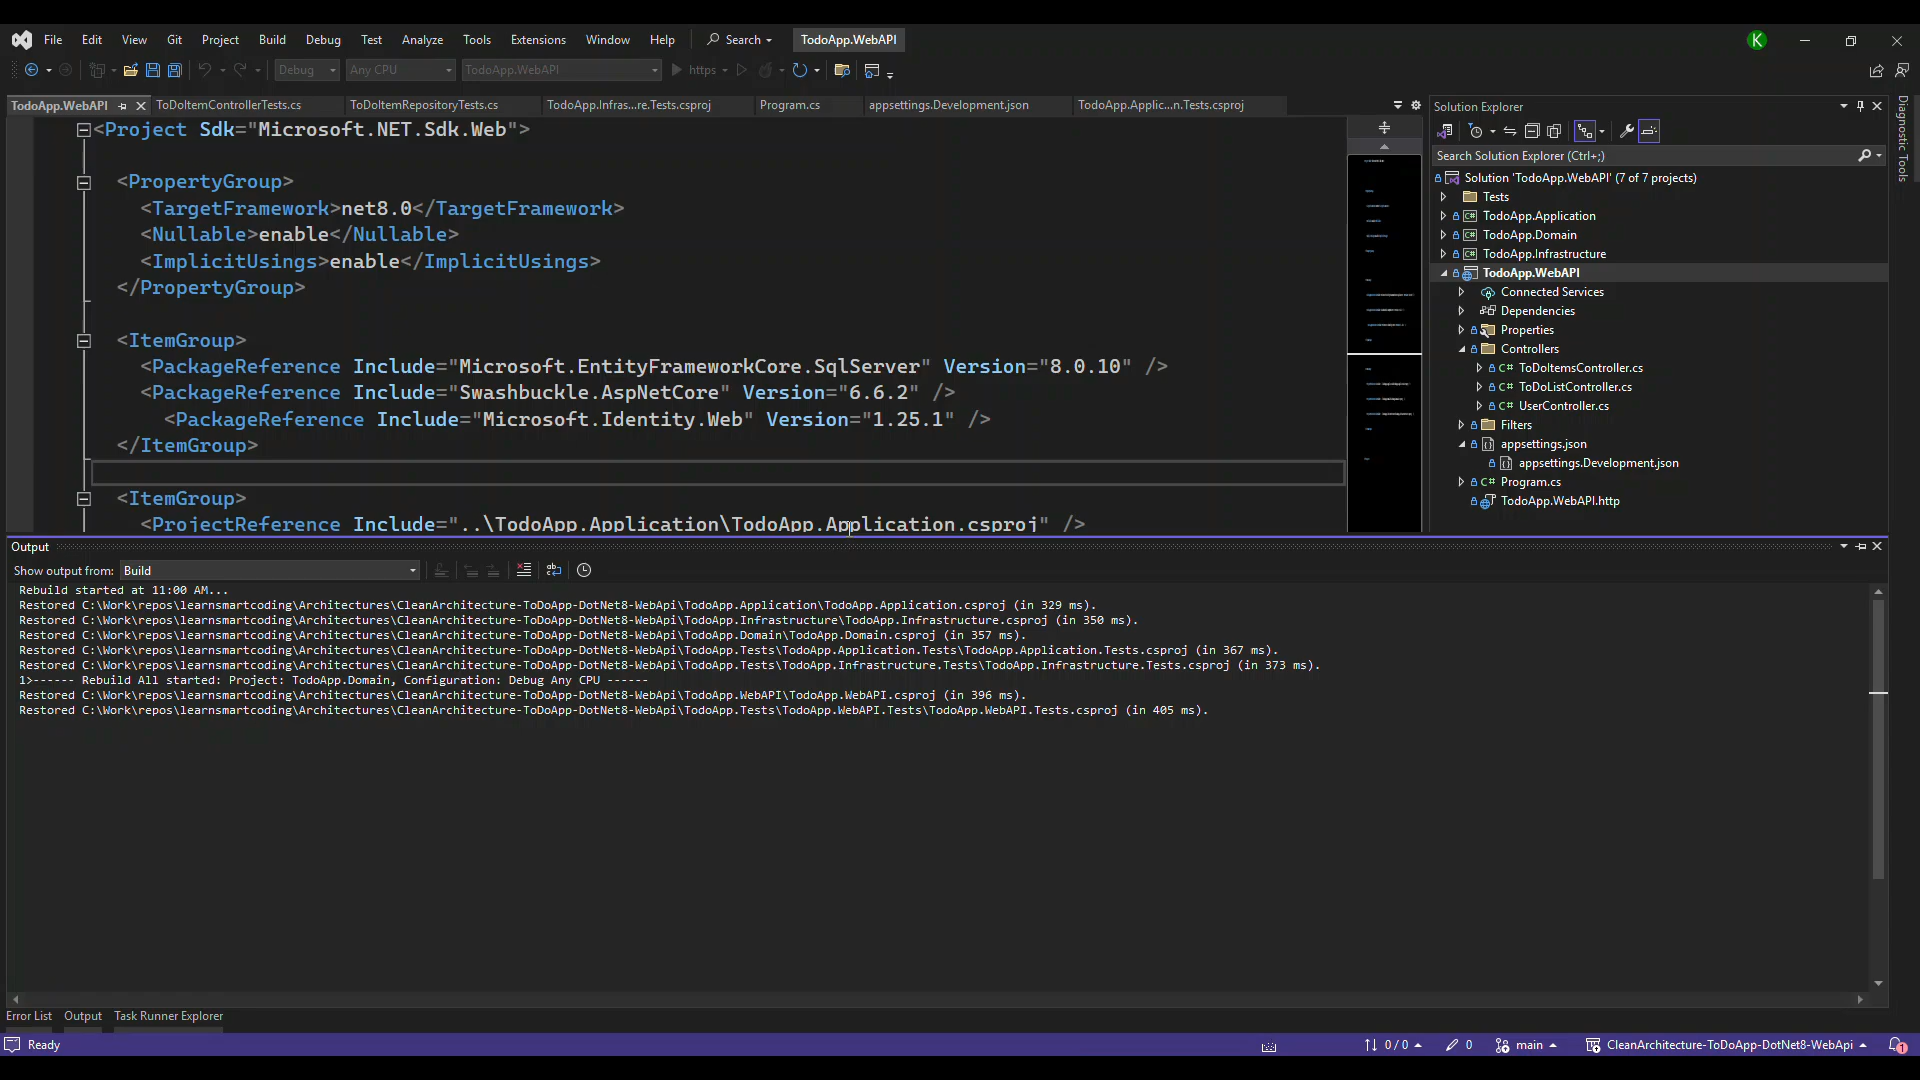 File Edit View Git Project Build Debug Test Analyze Tools Extensions Window Help Search TodoApp.WebAPI K
Debug Any CPU TodoApp.WebAPI https
TodoApp.WebAPI ToDoItemControllerTests.cs ToDoItemRepositoryTests.cs TodoApp.Infras...re.Tests.csproj Program.cs appsettings.Development.json TodoApp.Applic...n.Tests.csproj
<Project Sdk="Microsoft.NET.Sdk.Web">
<PropertyGroup>
<TargetFramework>net8.0</TargetFramework>
<Nullable>enable</Nullable>
<ImplicitUsings>enable</ImplicitUsings>
</PropertyGroup>
<ItemGroup>
<PackageReference Include="Microsoft.EntityFrameworkCore.SqlServer" Version="8.0.10" />
<PackageReference Include="Swashbuckle.AspNetCore" Version="6.6.2" />
<PackageReference Include="Microsoft.Identity.Web" Version="1.25.1" />
</ItemGroup>
<ItemGroup>
<ProjectReference Include="..\TodoApp.Application\TodoApp.Application.csproj" />
Solution Explorer
Search Solution Explorer (Ctrl+;)
Solution 'TodoApp.WebAPI' (7 of 7 projects)
Tests
TodoApp.Application
TodoApp.Domain
TodoApp.Infrastructure
TodoApp.WebAPI
Connected Services
Dependencies
Properties
Controllers
C# ToDoItemsController.cs
C# ToDoListController.cs
C# UserController.cs
Filters
appsettings.json
appsettings.Development.json
C# Program.cs
TodoApp.WebAPI.http
Diagnostic Tools
Output
Show output from: Build
Rebuild started at 11:00 AM...
Restored C:\Work\repos\learnsmartcoding\Architectures\CleanArchitecture-ToDoApp-DotNet8-WebApi\TodoApp.Application\TodoApp.Application.csproj (in 329 ms).
Restored C:\Work\repos\learnsmartcoding\Architectures\CleanArchitecture-ToDoApp-DotNet8-WebApi\TodoApp.Infrastructure\TodoApp.Infrastructure.csproj (in 350 ms).
Restored C:\Work\repos\learnsmartcoding\Architectures\CleanArchitecture-ToDoApp-DotNet8-WebApi\TodoApp.Domain\TodoApp.Domain.csproj (in 357 ms).
Restored C:\Work\repos\learnsmartcoding\Architectures\CleanArchitecture-ToDoApp-DotNet8-WebApi\TodoApp.Tests\TodoApp.Application.Tests\TodoApp.Application.Tests.csproj (in 367 ms).
Restored C:\Work\repos\learnsmartcoding\Architectures\CleanArchitecture-ToDoApp-DotNet8-WebApi\TodoApp.Tests\TodoApp.Infrastructure.Tests\TodoApp.Infrastructure.Tests.csproj (in 373 ms).
1>------ Rebuild All started: Project: TodoApp.Domain, Configuration: Debug Any CPU ------
Restored C:\Work\repos\learnsmartcoding\Architectures\CleanArchitecture-ToDoApp-DotNet8-WebApi\TodoApp.WebAPI\TodoApp.WebAPI.csproj (in 396 ms).
Restored C:\Work\repos\learnsmartcoding\Architectures\CleanArchitecture-ToDoApp-DotNet8-WebApi\TodoApp.Tests\TodoApp.WebAPI.Tests\TodoApp.WebAPI.Tests.csproj (in 405 ms).
Error List Output Task Runner Explorer
Ready 0 / 0 0 main CleanArchitecture-ToDoApp-DotNet8-WebApi 1